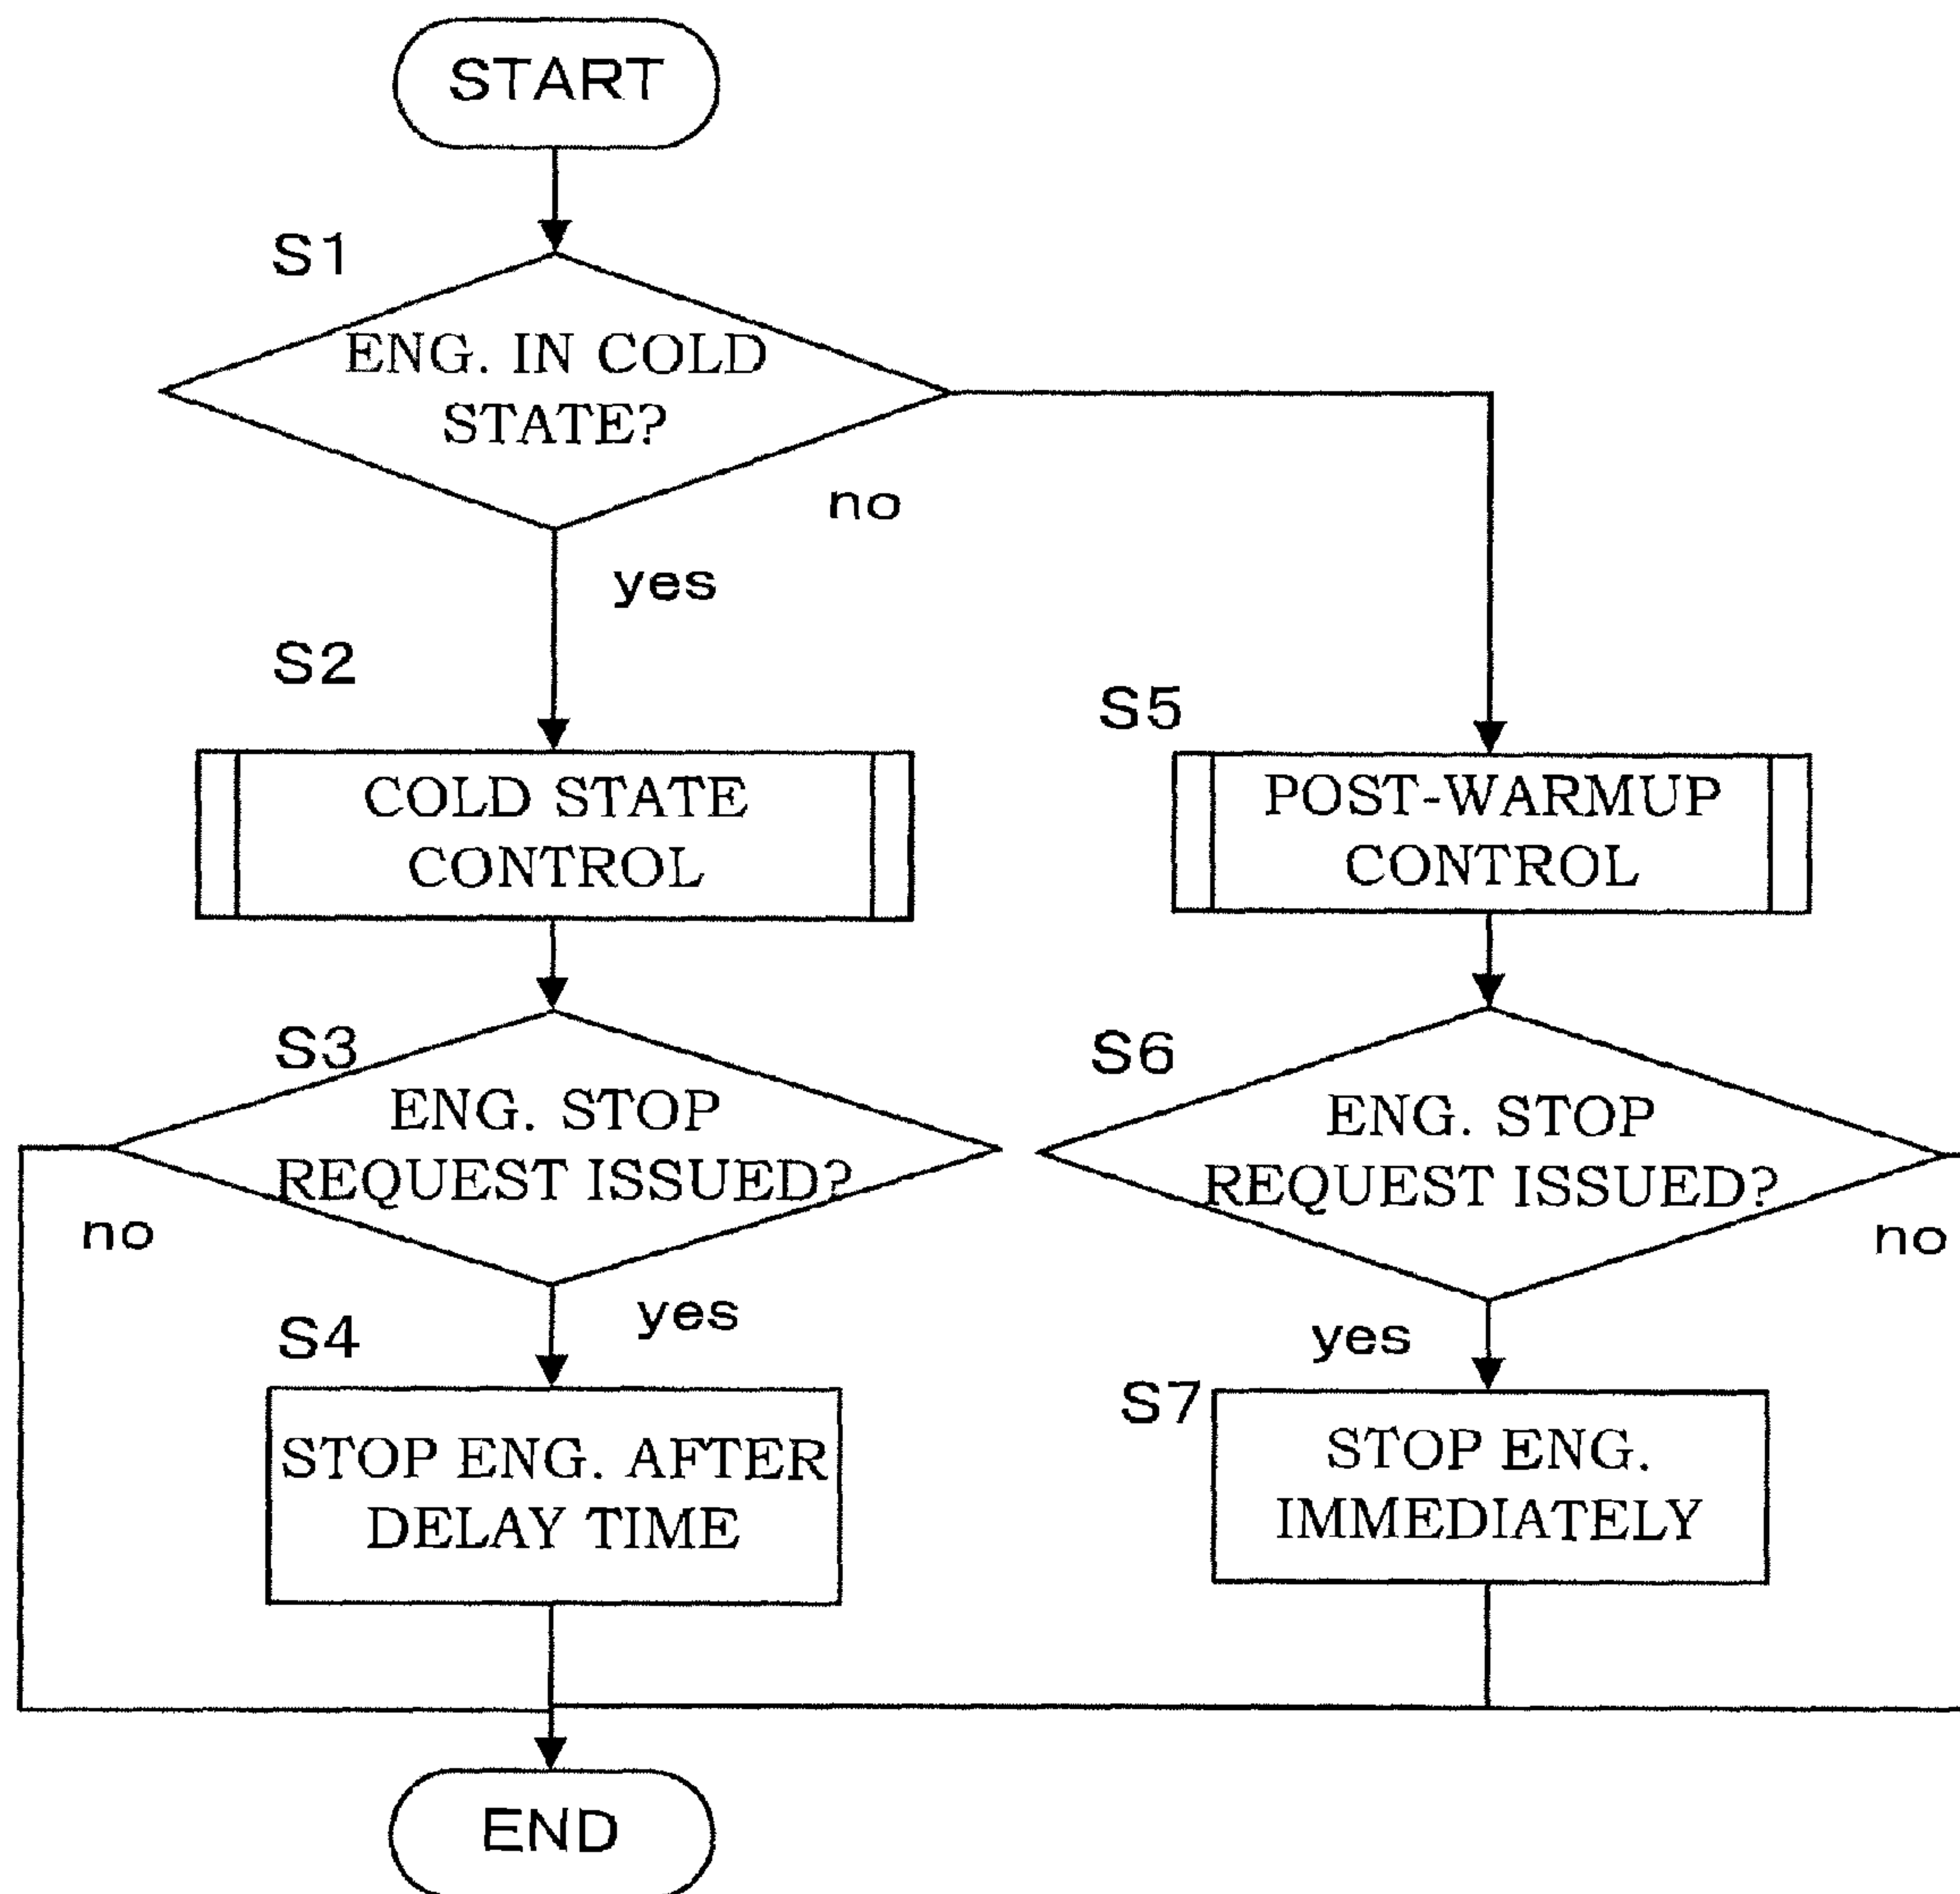 START
S1
ENG. IN COLD
STATE?
no
yes
S2
COLD STATE
CONTROL
S5
POST-WARMUP
CONTROL
S3
ENG. STOP
REQUEST ISSUED?
no
yes
S6
ENG. STOP
REQUEST ISSUED?
no
yes
S4
STOP ENG. AFTER
DELAY TIME
S7
STOP ENG.
IMMEDIATELY
END